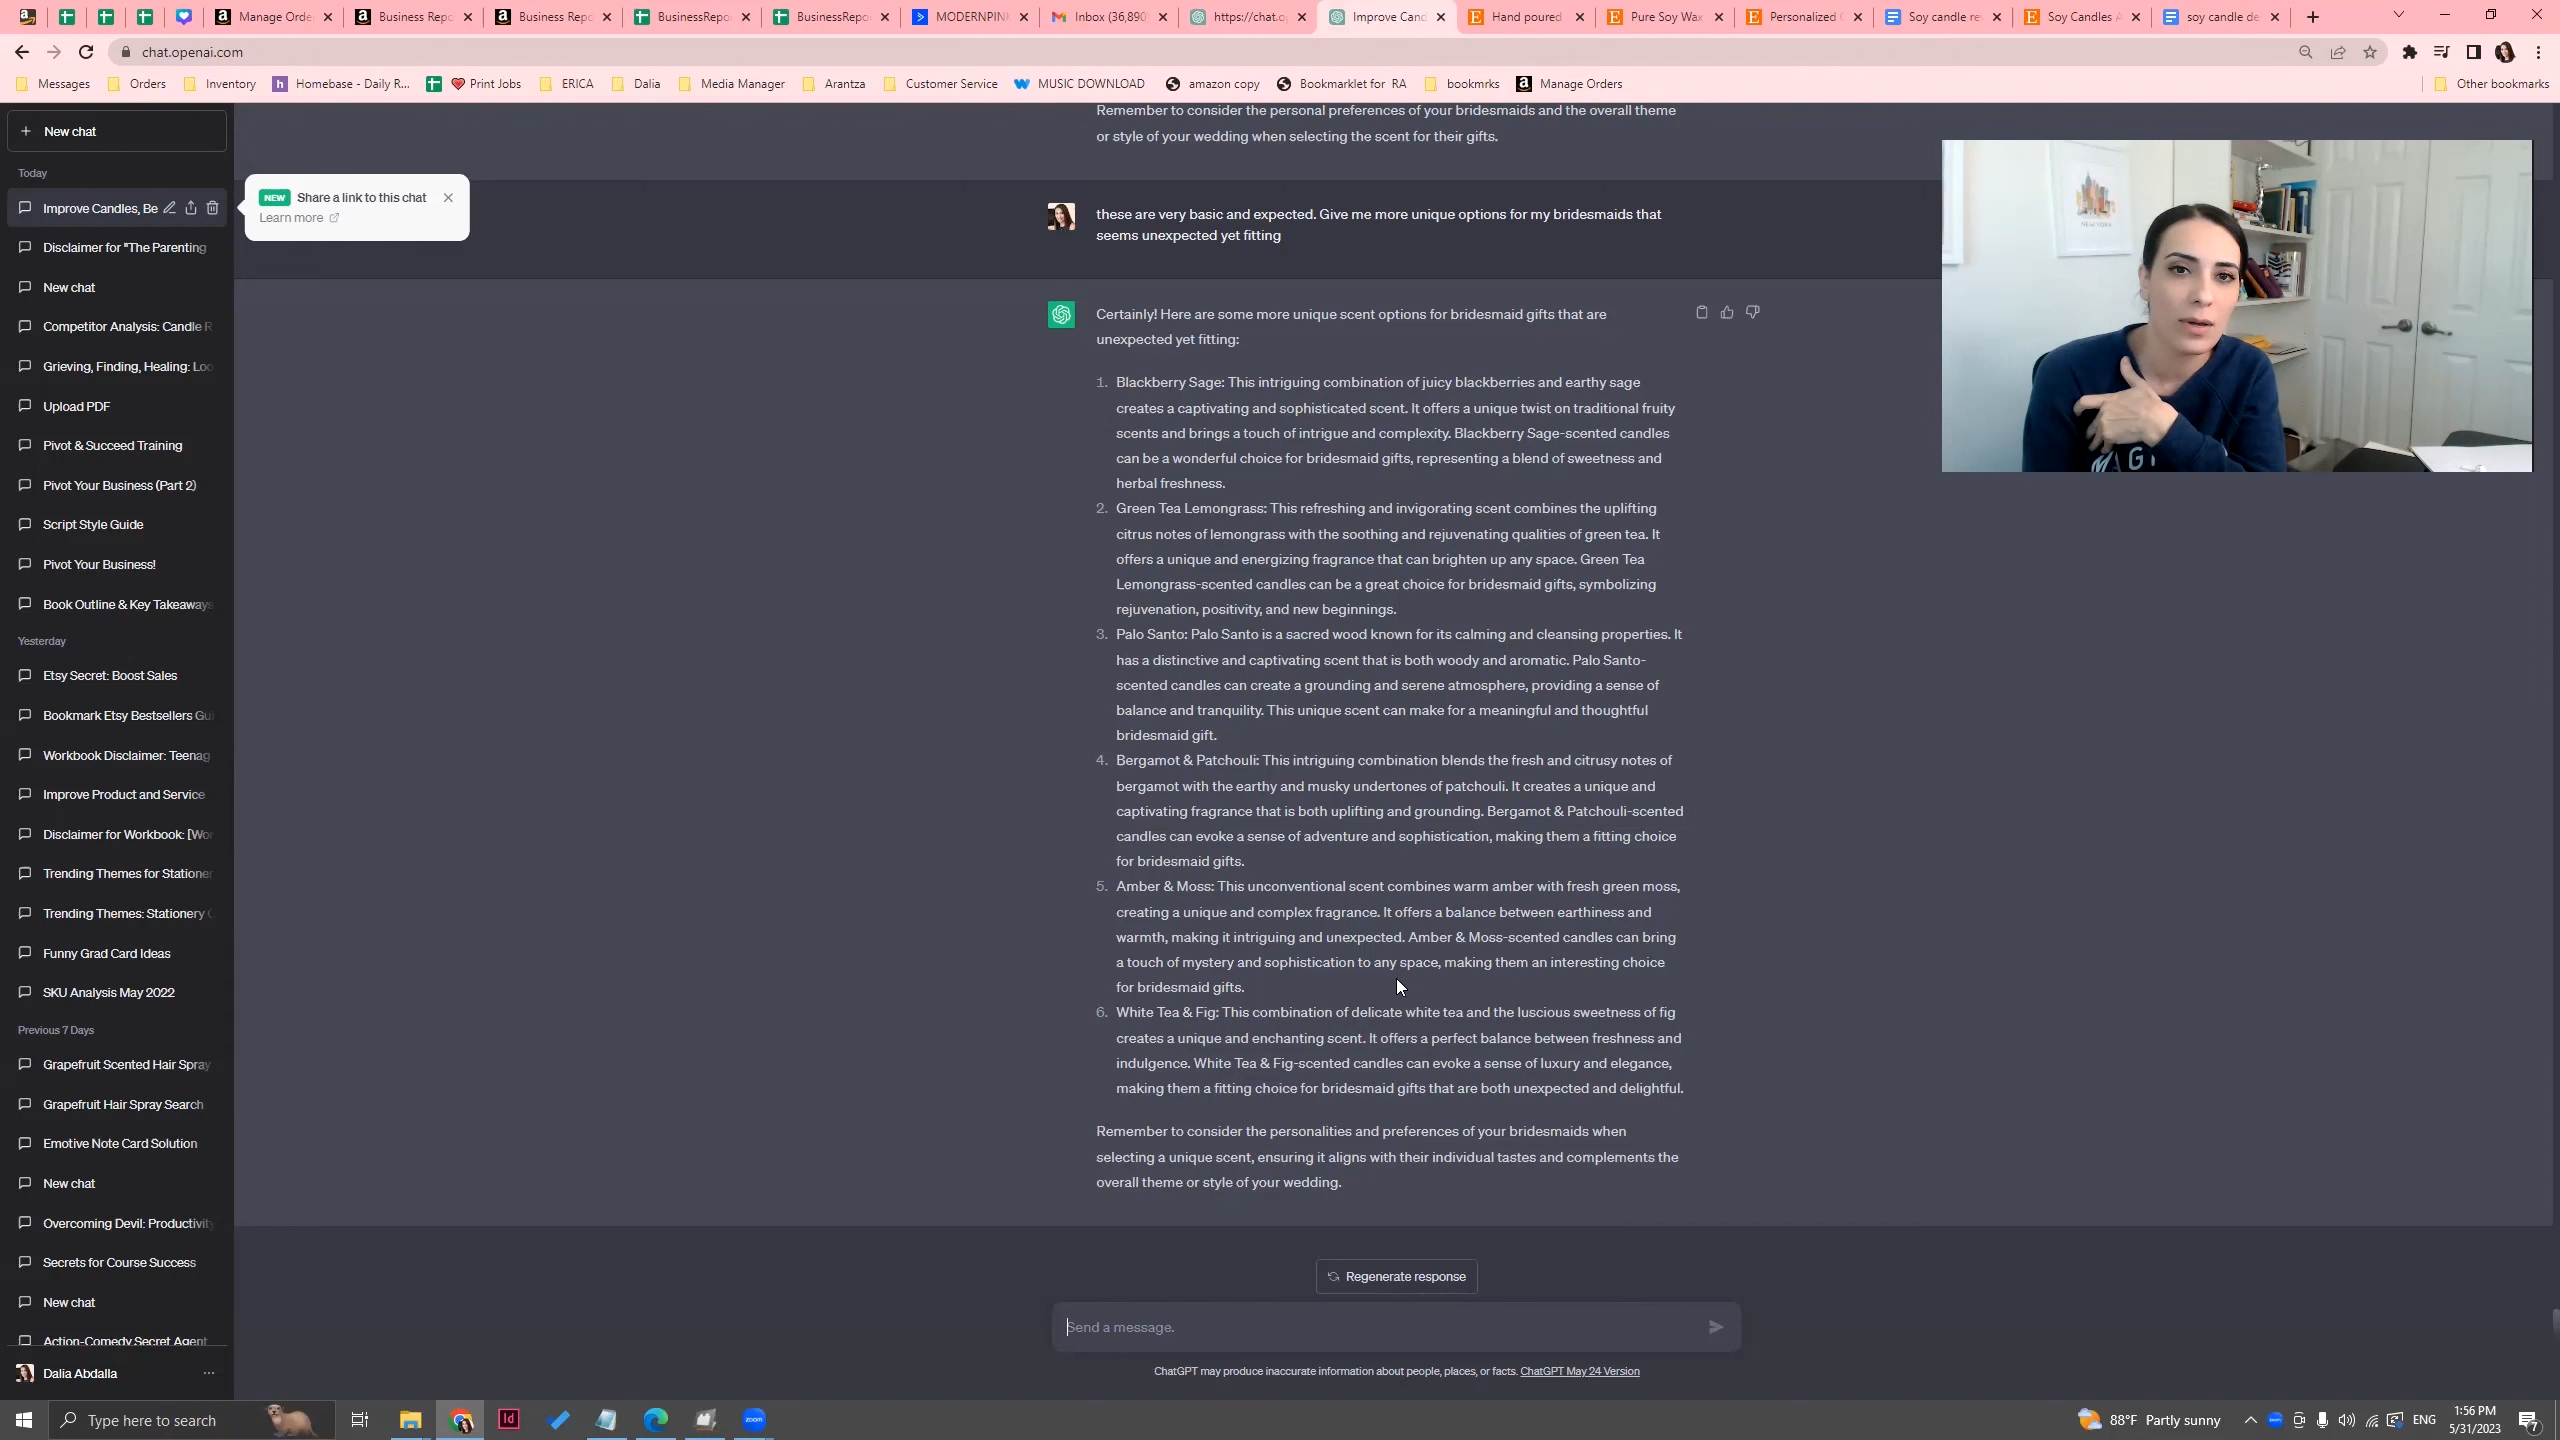 Manage Orde
Business Repo
Business Repo
BusinessRepo
BusinessRepo
MODERNPIN
Inbox (36,890)
https://chat.o
Improve Cand
Hand poured
Pure Soy Wax
Personalized
Soy candle re
Soy Candles
soy candle de
chat.openai.com
Messages
Orders
Inventory
Homebase - Daily R...
Print Jobs
ERICA
Dalia
Media Manager
Arantza
Customer Service
MUSIC DOWNLOAD
amazon copy
Bookmarklet for RA
bookmrks
Manage Orders
Other bookmarks
New chat
Today
Improve Candles, Be
Disclaimer for "The Parenting
New chat
Competitor Analysis: Candle R
Grieving, Finding, Healing: Loo
Upload PDF
Pivot & Succeed Training
Pivot Your Business (Part 2)
Script Style Guide
Pivot Your Business!
Book Outline & Key Takeaways
Yesterday
Etsy Secret: Boost Sales
Bookmark Etsy Bestsellers Gui
Workbook Disclaimer: Teenag
Improve Product and Service
Disclaimer for Workbook: [Wor
Trending Themes for Stationer
Trending Themes: Stationery
Funny Grad Card Ideas
SKU Analysis May 2022
Previous 7 Days
Grapefruit Scented Hair Spray
Grapefruit Hair Spray Search
Emotive Note Card Solution
New chat
Overcoming Devil: Productivity
Secrets for Course Success
New chat
Action-Comedy Secret Agent
Dalia Abdalla
NEW Share a link to this chat
Learn more
Remember to consider the personal preferences of your bridesmaids and the overall theme
or style of your wedding when selecting the scent for their gifts.
these are very basic and expected. Give me more unique options for my bridesmaids that
seems unexpected yet fitting
Certainly! Here are some more unique scent options for bridesmaid gifts that are
unexpected yet fitting:
1. Blackberry Sage: This intriguing combination of juicy blackberries and earthy sage
creates a captivating and sophisticated scent. It offers a unique twist on traditional fruity
scents and brings a touch of intrigue and complexity. Blackberry Sage-scented candles
can be a wonderful choice for bridesmaid gifts, representing a blend of sweetness and
herbal freshness.
2. Green Tea Lemongrass: This refreshing and invigorating scent combines the uplifting
citrus notes of lemongrass with the soothing and rejuvenating qualities of green tea. It
offers a unique and energizing fragrance that can brighten up any space. Green Tea
Lemongrass-scented candles can be a great choice for bridesmaid gifts, symbolizing
rejuvenation, positivity, and new beginnings.
3. Palo Santo: Palo Santo is a sacred wood known for its calming and cleansing properties. It
has a distinctive and captivating scent that is both woody and aromatic. Palo Santo-
scented candles can create a grounding and serene atmosphere, providing a sense of
balance and tranquility. This unique scent can make for a meaningful and thoughtful
bridesmaid gift.
4. Bergamot & Patchouli: This intriguing combination blends the fresh and citrusy notes of
bergamot with the earthy and musky undertones of patchouli. It creates a unique and
captivating fragrance that is both uplifting and grounding. Bergamot & Patchouli-scented
candles can evoke a sense of adventure and sophistication, making them a fitting choice
for bridesmaid gifts.
5. Amber & Moss: This unconventional scent combines warm amber with fresh green moss,
creating a unique and complex fragrance. It offers a balance between earthiness and
warmth, making it intriguing and unexpected. Amber & Moss-scented candles can bring
a touch of mystery and sophistication to any space, making them an interesting choice
for bridesmaid gifts.
6. White Tea & Fig: This combination of delicate white tea and the luscious sweetness of fig
creates a unique and enchanting scent. It offers a perfect balance between freshness and
indulgence. White Tea & Fig-scented candles can evoke a sense of luxury and elegance,
making them a fitting choice for bridesmaid gifts that are both unexpected and delightful.
Remember to consider the personalities and preferences of your bridesmaids when
selecting a unique scent, ensuring it aligns with their individual tastes and complements the
overall theme or style of your wedding.
Regenerate response
Send a message.
ChatGPT may produce inaccurate information about people, places, or facts. ChatGPT May 24 Version
NEW YORK
MAG
Type here to search
Id
zoom
88°F Partly sunny
ENG
1:56 PM
5/31/2023
7